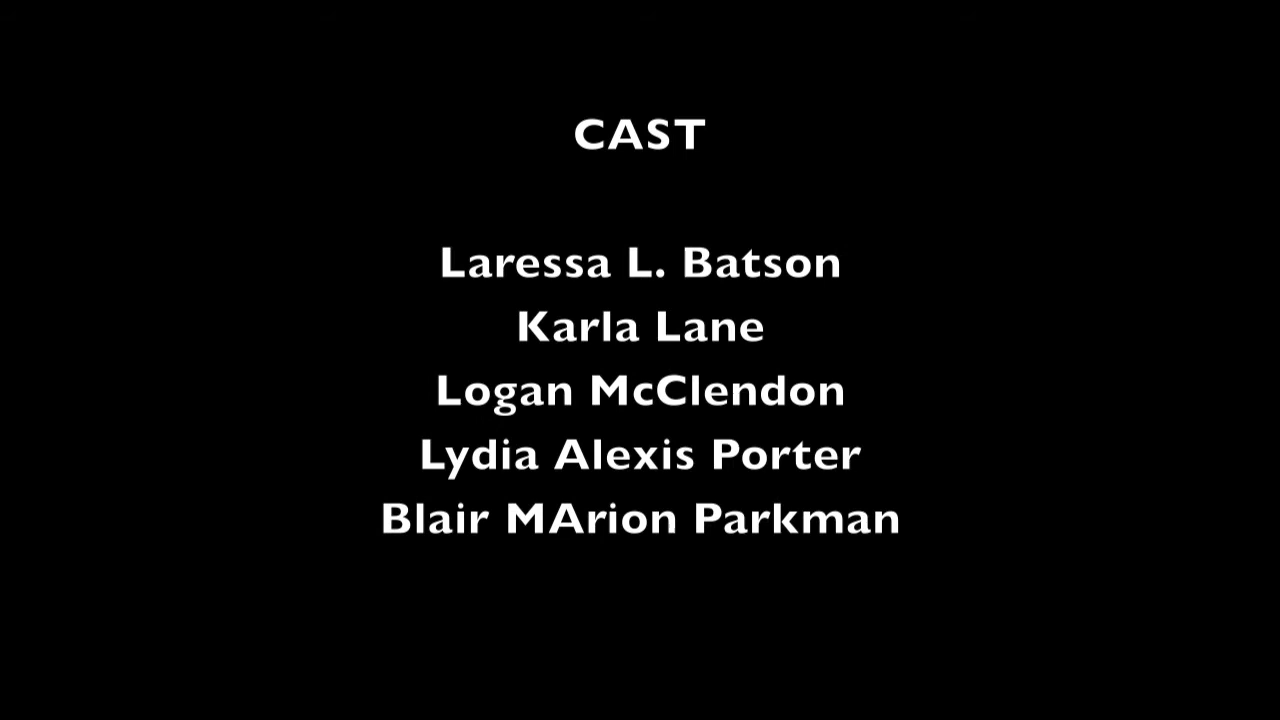 CAST
Laressa L. Batson
Karla Lane
Logan McClendon
Lydia Alexis Porter
Blair MArion Parkman